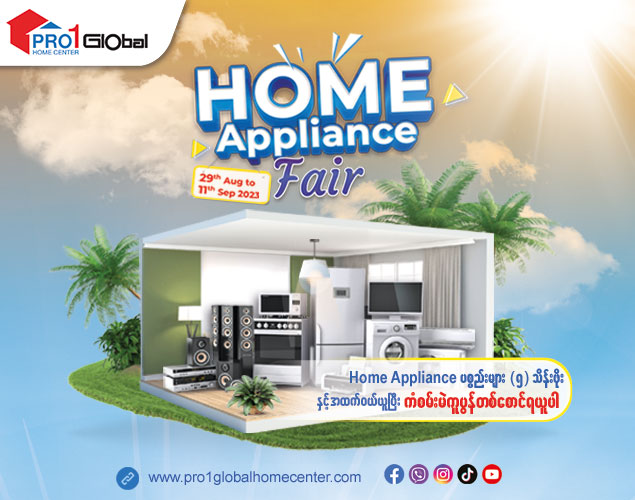 PRO1 Global
HOME CENTER
HOME
Appliance
Fair
29th Aug to
11th Sep 2023
Home Appliance ပစ္စည်းများ (၅) သိန်းဖိုး
နှင့်အထက်ဝယ်ယူပြီး ကံစမ်းမဲကူပွန်တစ်စောင်ရယူပါ
www.pro1globalhomecenter.com